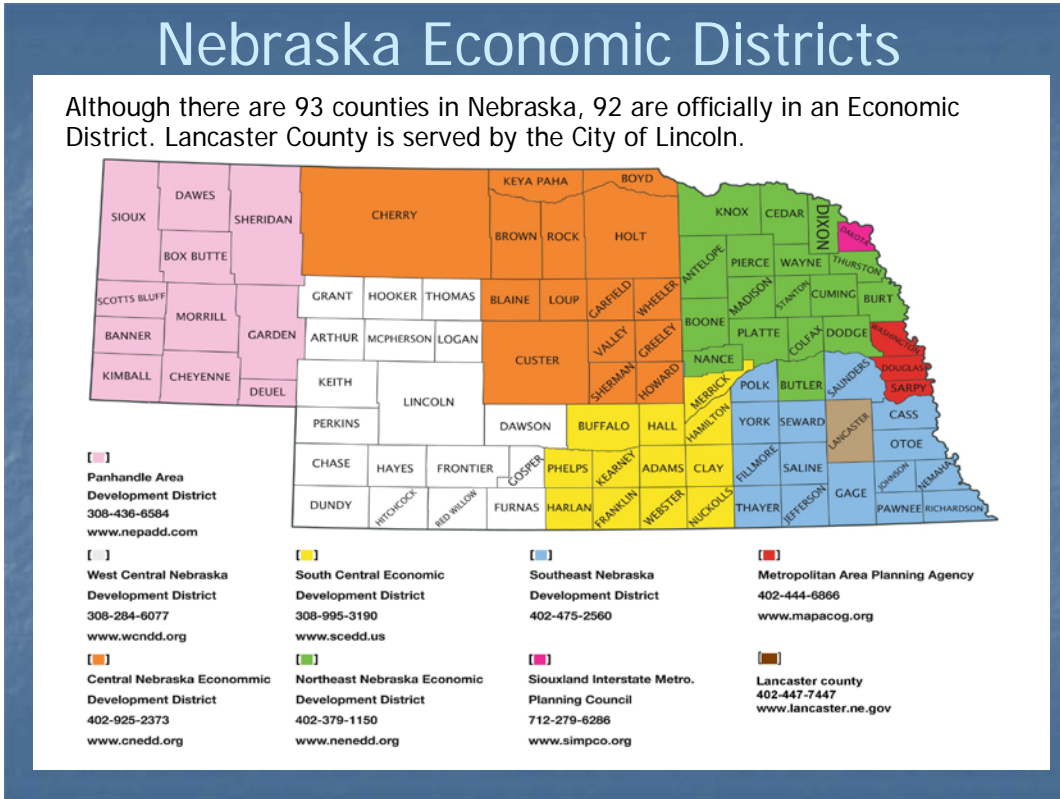 Nebraska Economic Districts
Although there are 93 counties in Nebraska, 92 are officially in an Economic
District. Lancaster County is served by the City of Lincoln.
SIOUX
DAWES
SHERIDAN
BOX BUTTE
SCOTTS BLUFF
MORRILL
BANNER
GARDEN
KIMBALL
CHEYENNE
DEUEL
CHERRY
KEYA PAHA
BOYD
BROWN
ROCK
HOLT
BLAINE
LOUP
GARFIELD
WHEELER
CUSTER
VALLEY
GREELEY
SHERMAN
HOWARD
GRANT
HOOKER
THOMAS
ARTHUR
MCPHERSON
LOGAN
KEITH
LINCOLN
PERKINS
DAWSON
CHASE
HAYES
FRONTIER
GOSPER
DUNDY
HITCHCOCK
RED WILLOW
FURNAS
KNOX
CEDAR
DIXON
DAKOTA
ANTELOPE
PIERCE
WAYNE
THURSTON
MADISON
STANTON
CUMING
BURT
BOONE
PLATTE
COLFAX
DODGE
NANCE
BUTLER
WASHINGTON
DOUGLAS
SARPY
MERRICK
HAMILTON
BUFFALO
HALL
PHELPS
KEARNEY
ADAMS
CLAY
HARLAN
FRANKLIN
WEBSTER
NUCKOLLS
POLK
SAUNDERS
YORK
SEWARD
LANCASTER
CASS
OTOE
FILLMORE
SALINE
GAGE
JOHNSON
NEMAHA
THAYER
JEFFERSON
PAWNEE
RICHARDSON
[ ]
Panhandle Area
Development District
308-436-6584
www.nepadd.com
[ ]
West Central Nebraska
Development District
308-284-6077
www.wcndd.org
[ ]
South Central Economic
Development District
308-995-3190
www.scedd.us
[ ]
Southeast Nebraska
Development District
402-475-2560
[ ]
Metropolitan Area Planning Agency
402-444-6866
www.mapacog.org
[ ]
Central Nebraska Econommic
Development District
402-925-2373
www.cnedd.org
[ ]
Northeast Nebraska Economic
Development District
402-379-1150
www.nenedd.org
[ ]
Siouxland Interstate Metro.
Planning Council
712-279-6286
www.simpco.org
[ ]
Lancaster county
402-447-7447
www.lancaster.ne.gov